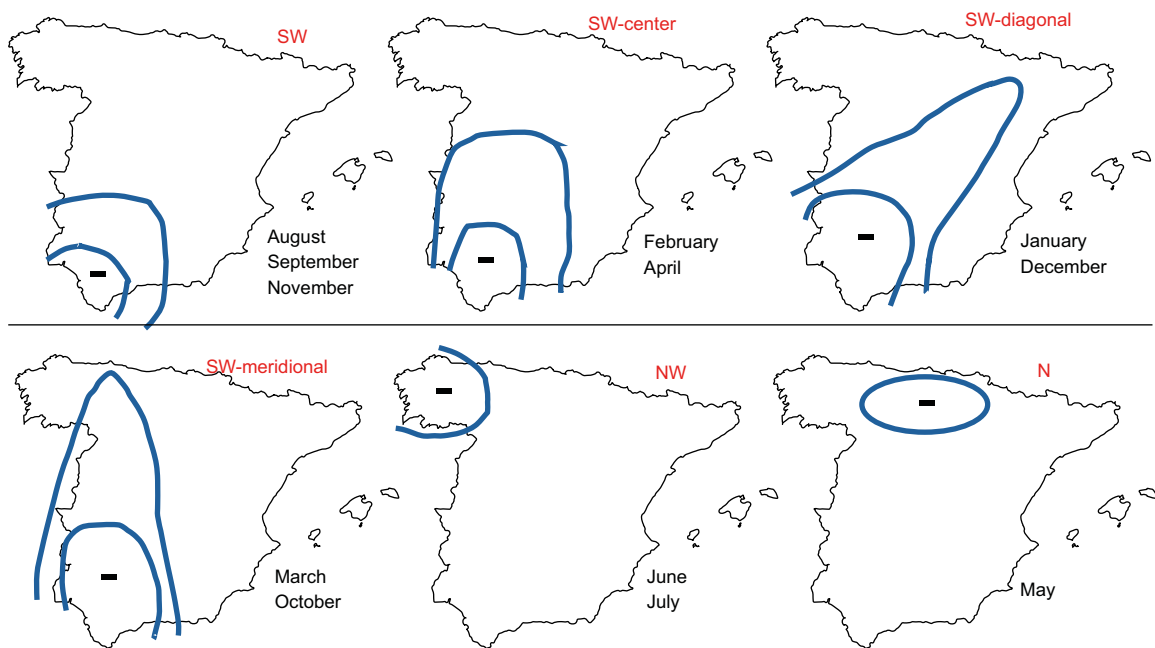 SW
August
September
November
SW-center
February
April
SW-diagonal
January
December
SW-meridional
March
October
NW
June
July
N
May